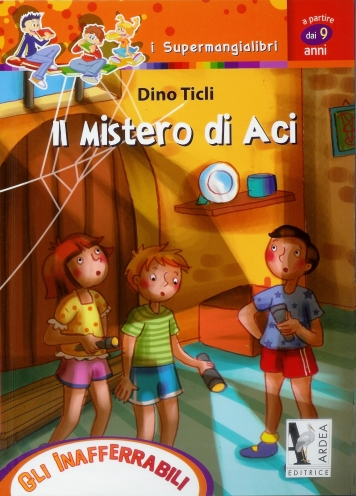 i Supermangialibri
a partire
dai 9
anni
Dino Ticli
Il Mistero di Aci
GLI INAFFERRABILI
ARDEA
EDITRICE